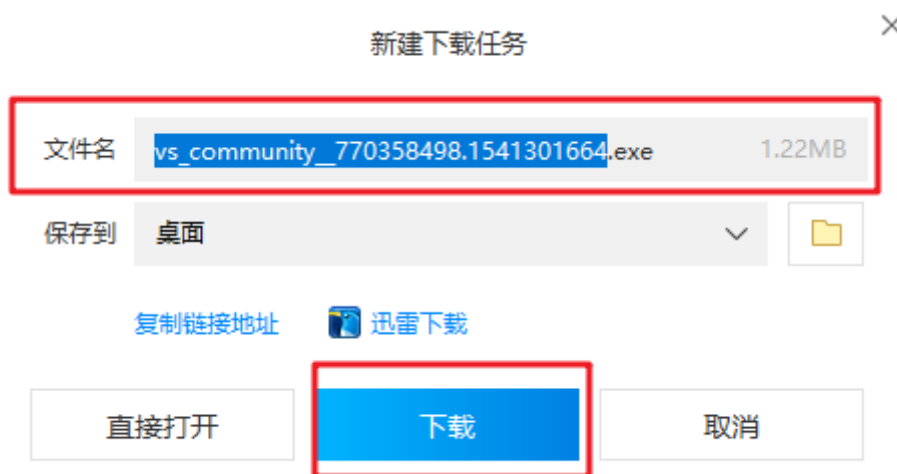 新建下载任务
文件名 vs_community__770358498.1541301664.exe 1.22MB
保存到 桌面
复制链接地址 迅雷下载
直接打开 下载 取消